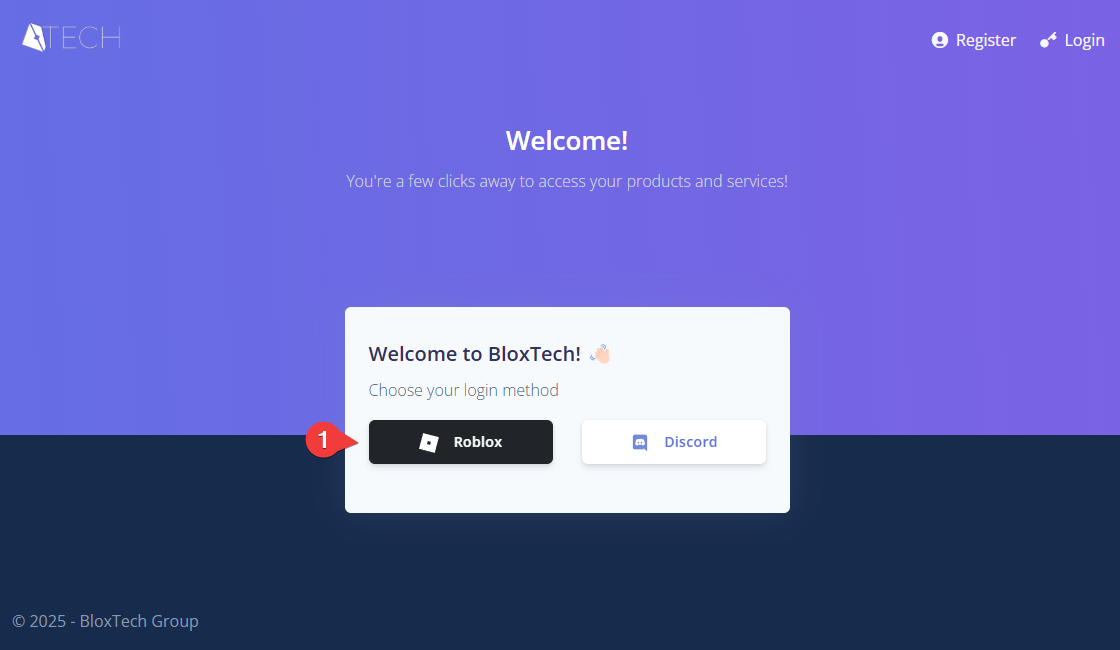 TECH
Register
Login
Welcome!
You're a few clicks away to access your products and services!
Welcome to BloxTech! 👋🏻
Choose your login method
1
Roblox
Discord
© 2025 - BloxTech Group